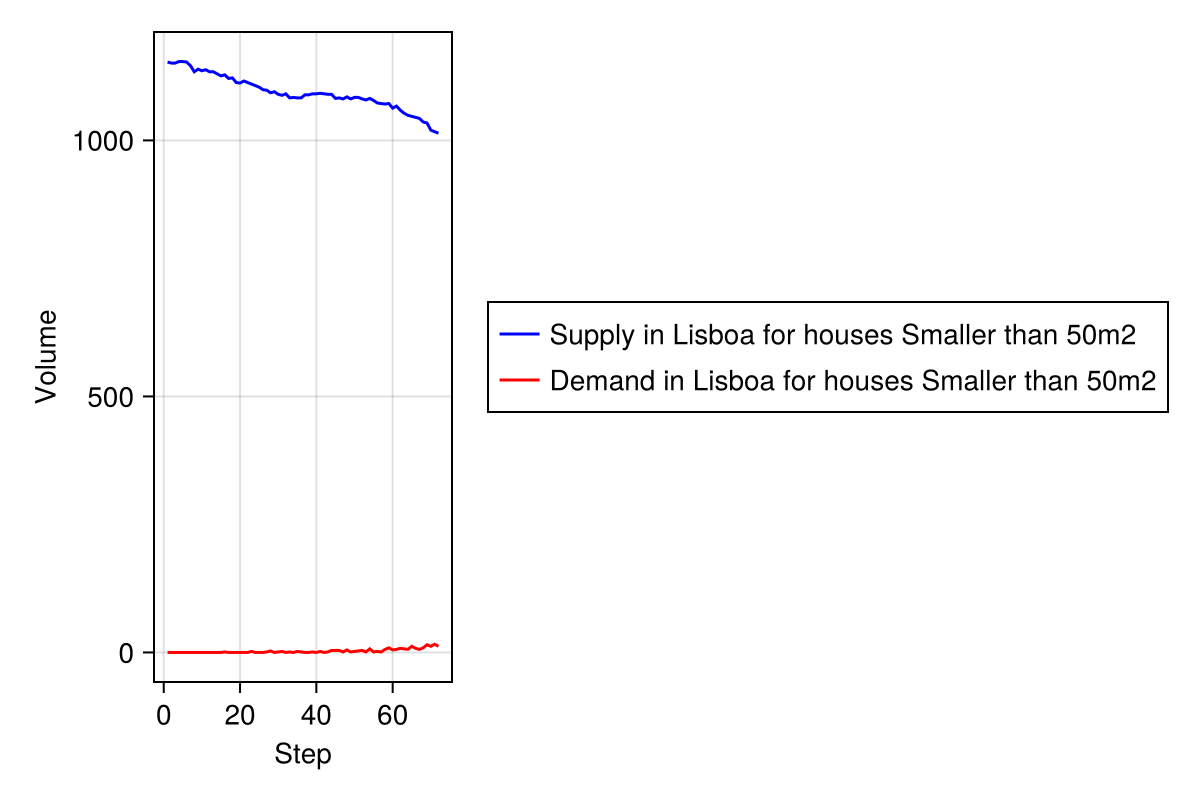 Volume
1000
500
0
0 20 40 60
Step
Supply in Lisboa for houses Smaller than 50m2
Demand in Lisboa for houses Smaller than 50m2